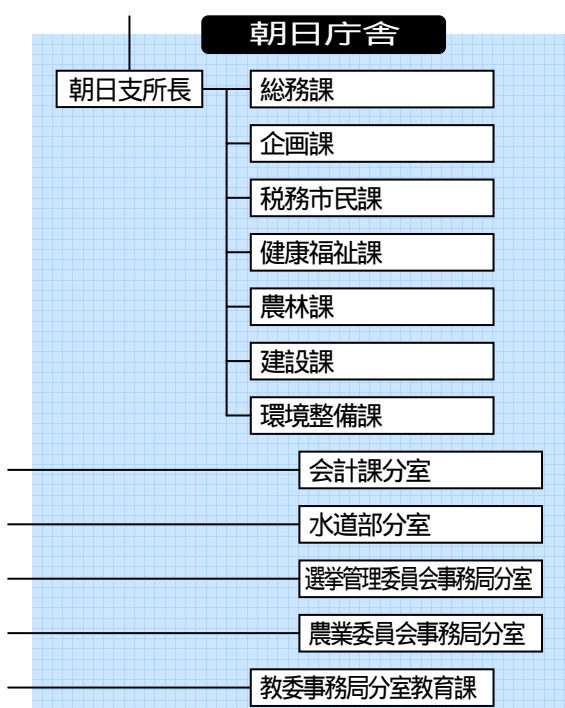 朝日庁舎
朝日支所長
総務課
企画課
税務市民課
健康福祉課
農林課
建設課
環境整備課
会計課分室
水道部分室
選挙管理委員会事務局分室
農業委員会事務局分室
教委事務局分室教育課